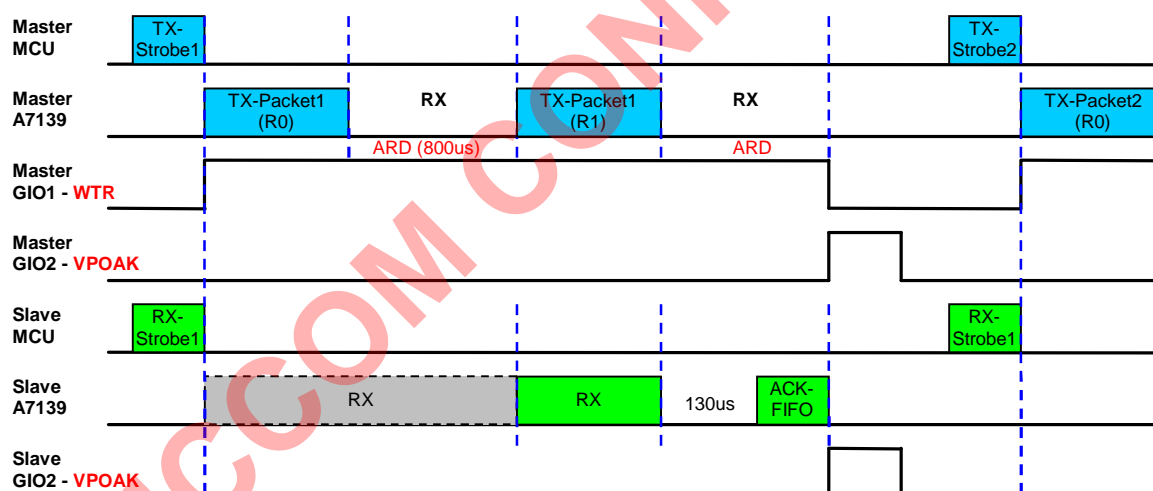 Master
MCU
TX-
Strobe1
TX-
Strobe2
Master
A7139
TX-Packet1
(R0)
RX
TX-Packet1
(R1)
RX
TX-Packet2
(R0)
ARD (800us)
ARD
Master
GIO1 - WTR
Master
GIO2 - VPOAK
Slave
MCU
RX-
Strobe1
RX-
Strobe1
Slave
A7139
RX
RX
130us
ACK-
FIFO
Slave
GIO2 - VPOAK